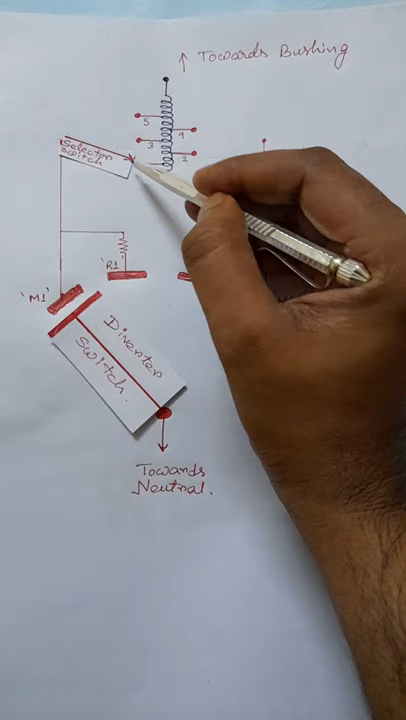 ↑ Towards Bushing
5
4
3
2
Selector
switch
'R1'
'M1'
Diverter
Switch.
Towards
Neutral.